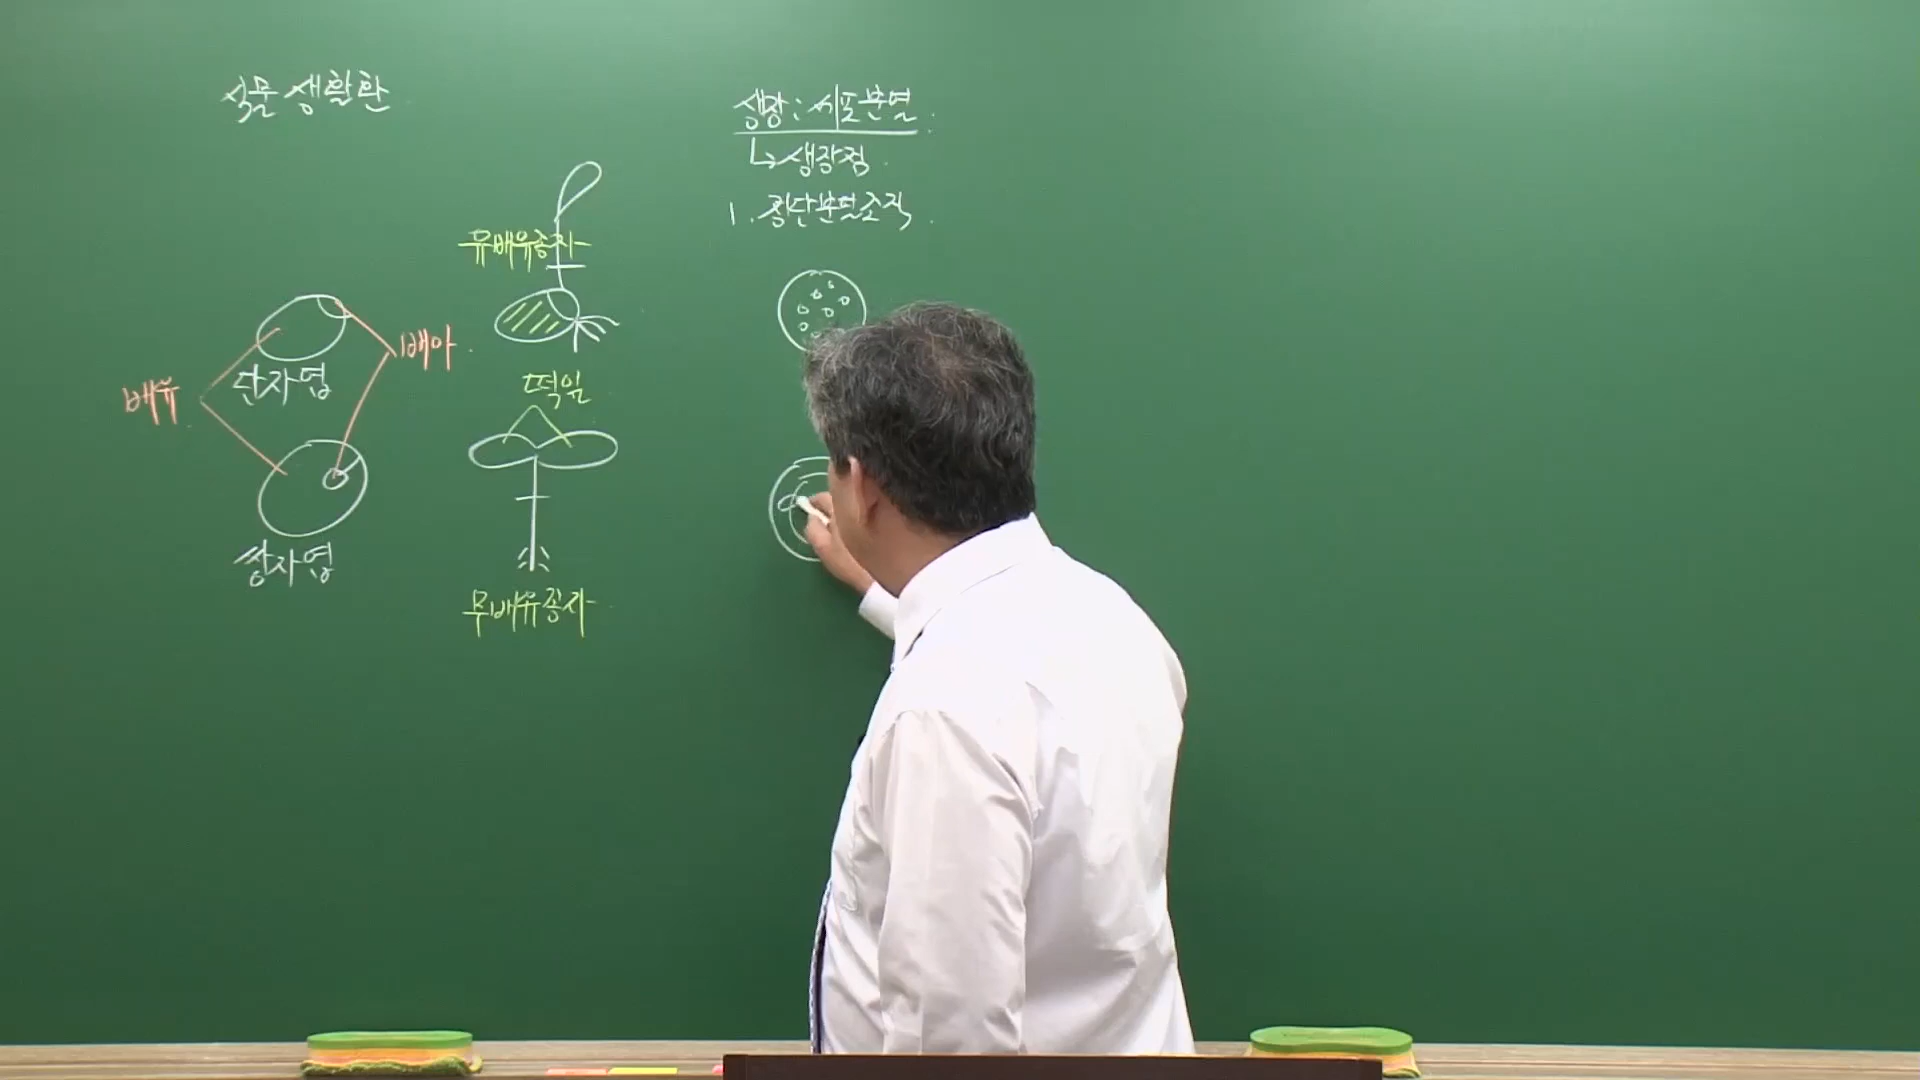 식물 생활환
생장 : 세포분열
↳ 생장점
1. 정단분열조직
유배유종자
배아
단자엽
배유
떡잎
쌍자엽
무배유종자